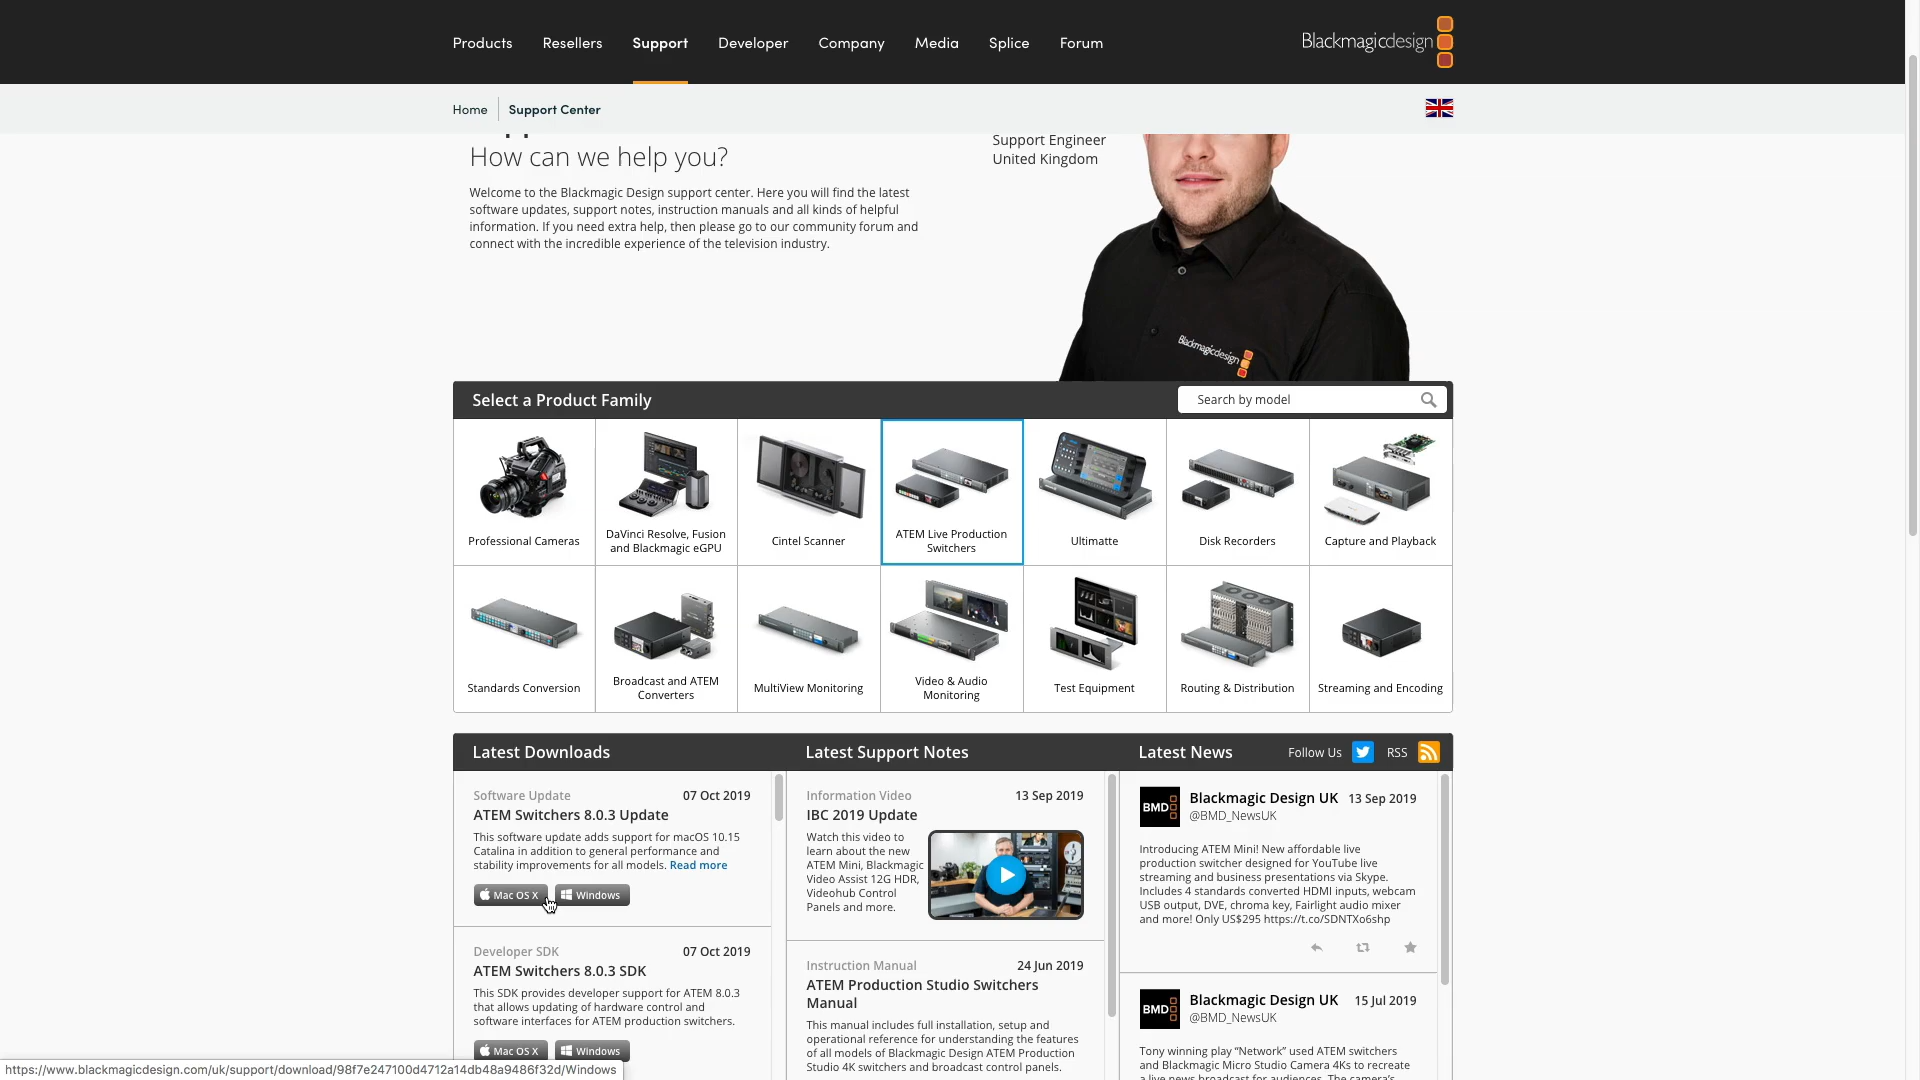 Products Resellers Support Developer Company Media Splice Forum
Blackmagicdesign
Home Support Center
Support Engineer
United Kingdom
How can we help you?
Welcome to the Blackmagic Design support center. Here you will find the latest
software updates, support notes, instruction manuals and all kinds of helpful
information. If you need extra help, then please go to our community forum and
connect with the incredible experience of the television industry.
Blackmagicdesign
Select a Product Family
Search by model
Professional Cameras
DaVinci Resolve, Fusion
and Blackmagic eGPU
Cintel Scanner
ATEM Live Production
Switchers
Ultimatte
Disk Recorders
Capture and Playback
Standards Conversion
Broadcast and ATEM
Converters
MultiView Monitoring
Video & Audio
Monitoring
Test Equipment
Routing & Distribution
Streaming and Encoding
Latest Downloads
Software Update 07 Oct 2019
ATEM Switchers 8.0.3 Update
This software update adds support for macOS 10.15
Catalina in addition to general performance and
stability improvements for all models. Read more
Mac OS X Windows
Developer SDK 07 Oct 2019
ATEM Switchers 8.0.3 SDK
This SDK provides developer support for ATEM 8.0.3
that allows updating of hardware control and
software interfaces for ATEM production switchers.
Mac OS X Windows
Latest Support Notes
Information Video 13 Sep 2019
IBC 2019 Update
Watch this video to
learn about the new
ATEM Mini, Blackmagic
Video Assist 12G HDR,
Videohub Control
Panels and more.
Instruction Manual 24 Jun 2019
ATEM Production Studio Switchers
Manual
This manual includes full installation, setup and
operational reference for understanding the features
of all models of Blackmagic Design ATEM Production
Studio 4K switchers and broadcast control panels.
Latest News Follow Us RSS
BMD
Blackmagic Design UK 13 Sep 2019
@BMD_NewsUK
Introducing ATEM Mini! New affordable live
production switcher designed for YouTube live
streaming and business presentations via Skype.
Includes 4 standards converted HDMI inputs, webcam
USB output, DVE, chroma key, Fairlight audio mixer
and more! Only US$295 https://t.co/SDNTXo6shp
BMD
Blackmagic Design UK 15 Jul 2019
@BMD_NewsUK
Tony winning play “Network” used ATEM switchers
and Blackmagic Micro Studio Camera 4Ks to recreate
a live news broadcast for audiences. The camera's
https://www.blackmagicdesign.com/uk/support/download/98f7e247100d4712a14db48a9486f32d/Windows